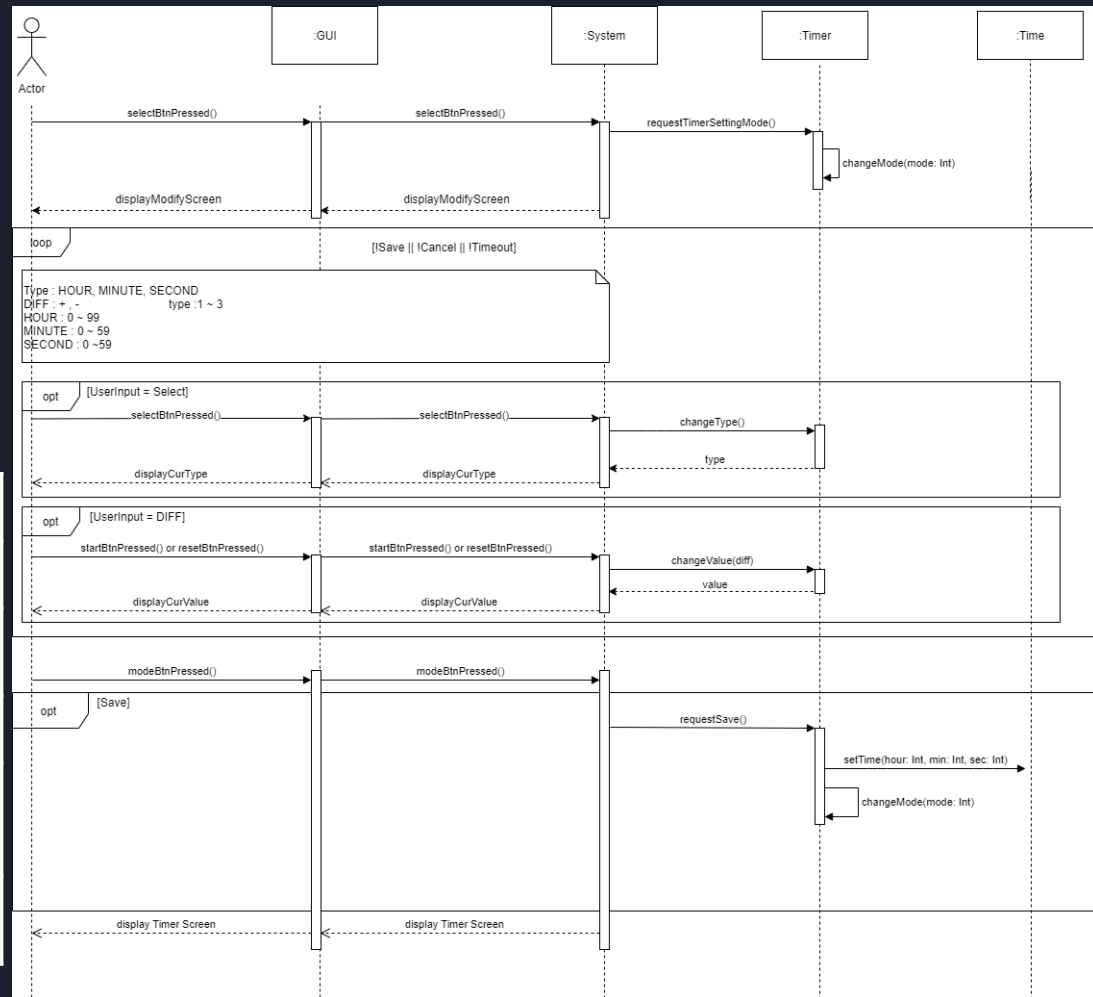 :GUI
:System
:Timer
:Time
Actor
selectBtnPressed()
selectBtnPressed()
requestTimerSettingMode()
changeMode(mode: Int)
displayModifyScreen
displayModifyScreen
loop
[!Save || !Cancel || !Timeout]
Type : HOUR, MINUTE, SECOND
DIFF : + , - type :1 ~ 3
HOUR : 0 ~ 99
MINUTE : 0 ~ 59
SECOND : 0 ~59
opt
[UserInput = Select]
selectBtnPressed()
selectBtnPressed()
changeType()
type
displayCurType
displayCurType
opt
[UserInput = DIFF]
startBtnPressed() or resetBtnPressed()
startBtnPressed() or resetBtnPressed()
changeValue(diff)
value
displayCurValue
displayCurValue
modeBtnPressed()
modeBtnPressed()
opt
[Save]
requestSave()
setTime(hour: Int, min: Int, sec: Int)
changeMode(mode: Int)
display Timer Screen
display Timer Screen